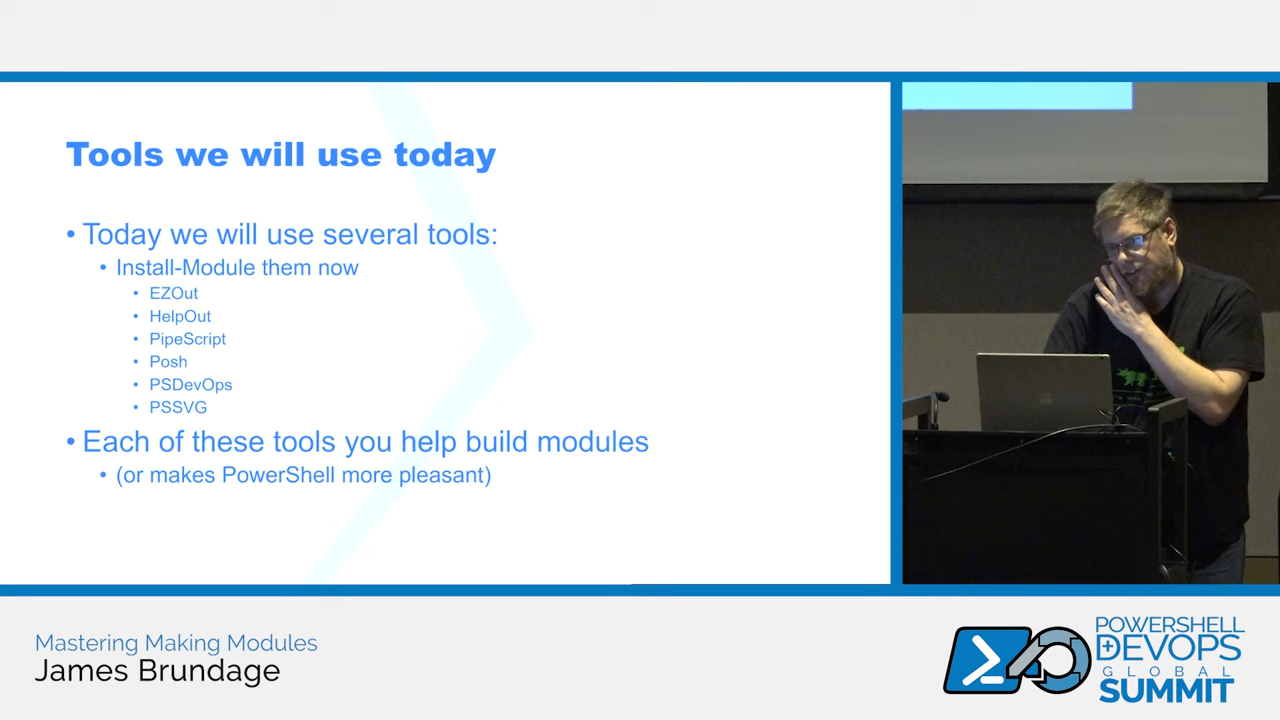 Tools we will use today
• Today we will use several tools:
• Install-Module them now
• EZOut
• HelpOut
• PipeScript
• Posh
• PSDevOps
• PSSVG
• Each of these tools you help build modules
• (or makes PowerShell more pleasant)
Mastering Making Modules
James Brundage
POWERSHELL
DEVOPS
GLOBAL
SUMMIT